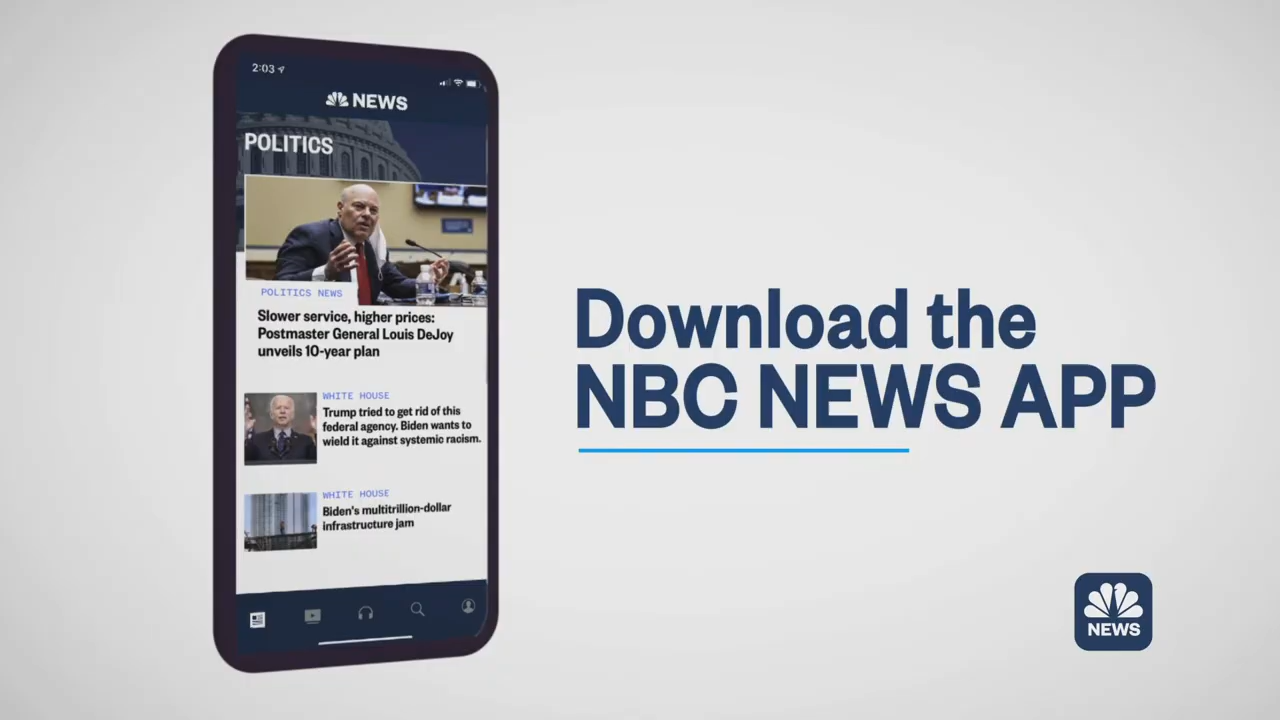 2:03
NEWS
POLITICS
POLITICS NEWS
Slower service, higher prices:
Postmaster General Louis DeJoy
unveils 10-year plan
WHITE HOUSE
Trump tried to get rid of this
federal agency. Biden wants to
wield it against systemic racism.
WHITE HOUSE
Biden's multitrillion-dollar
infrastructure jam
Download the
NBC NEWS APP
NEWS